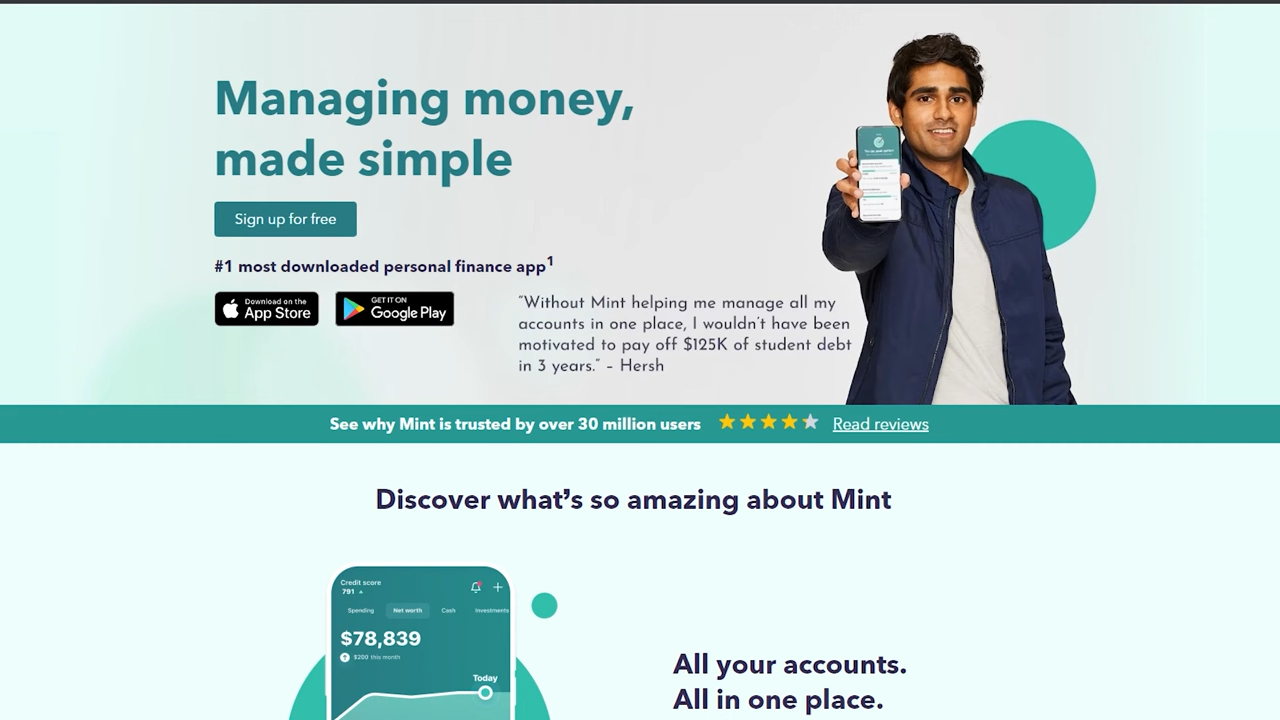 Managing money,
made simple
Sign up for free
#1 most downloaded personal finance app1
Download on the
App Store
GET IT ON
Google Play
"Without Mint helping me manage all my
accounts in one place, I wouldn't have been
motivated to pay off $125K of student debt
in 3 years." – Hersh
See why Mint is trusted by over 30 million users
Read reviews
Discover what's so amazing about Mint
Credit score
791
Spending Net worth Cash Investments
$78,839
$200 this month
Today
All your accounts.
All in one place.